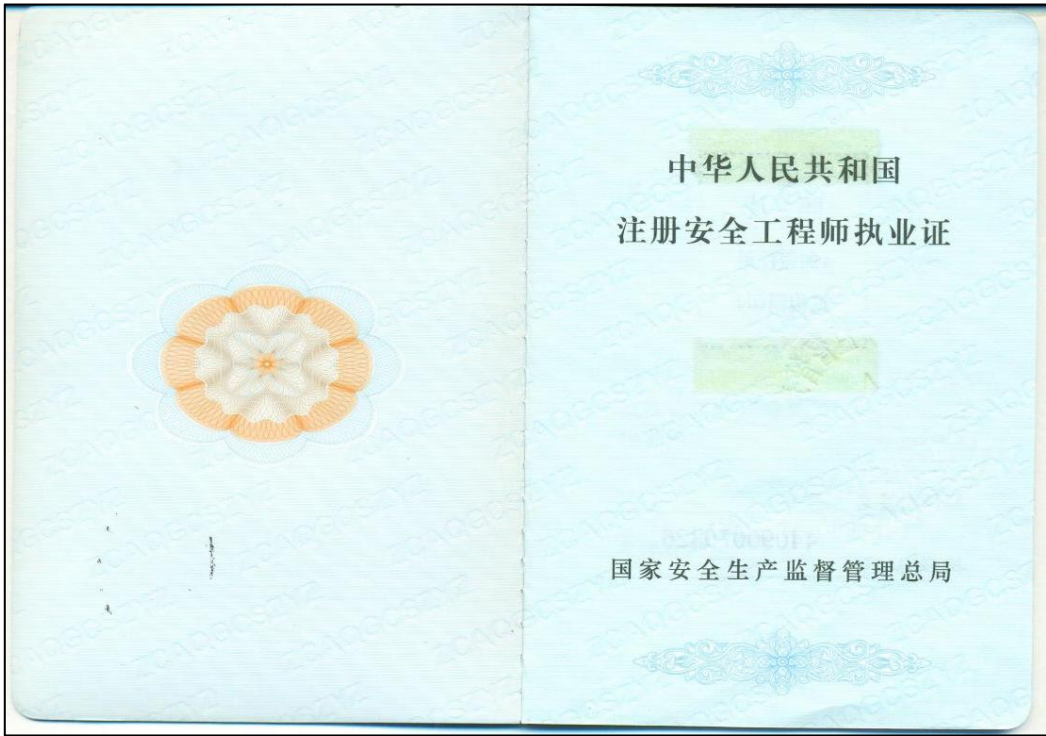 中华人民共和国
注册安全工程师执业证
国家安全生产监督管理总局